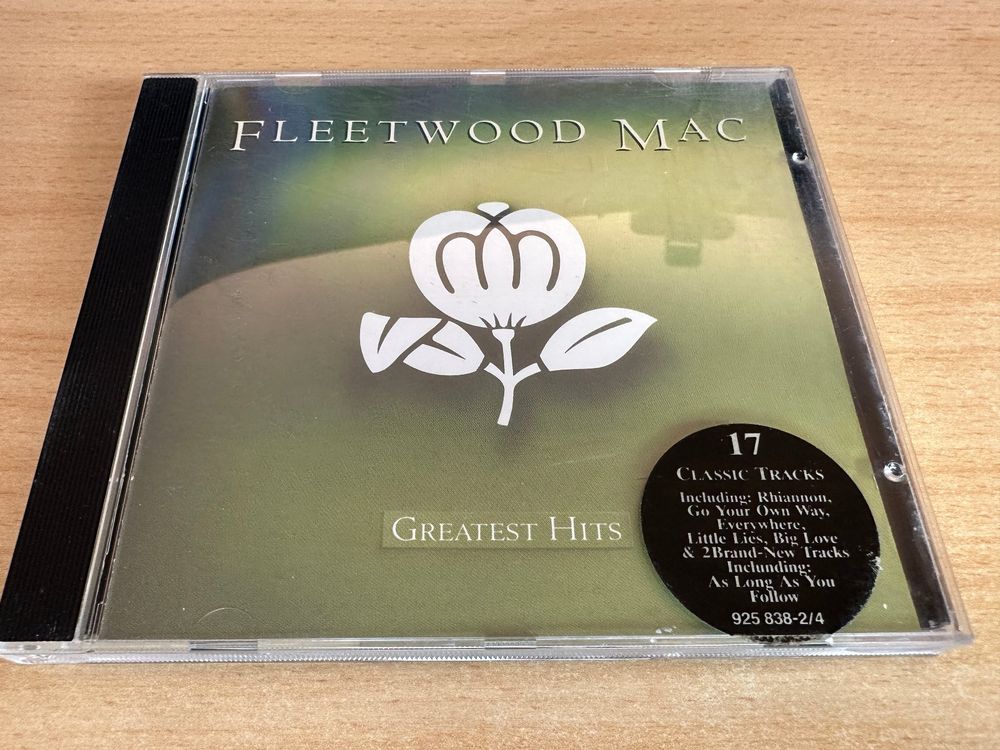 FLEETWOOD MAC
GREATEST HITS
17
CLASSIC TRACKS
Including: Rhiannon,
Go Your Own Way,
Everywhere,
Little Lies, Big Love
& 2Brand-New Tracks
Inclunding:
As Long As You
Follow
925 838-2/4